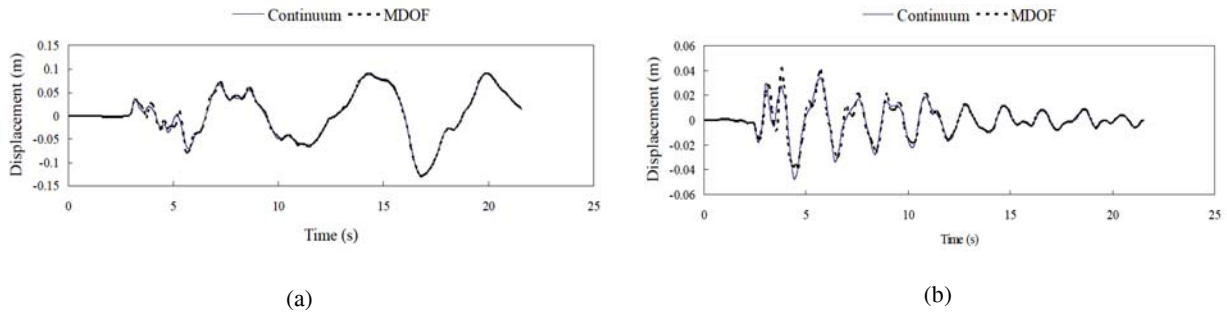 Continuum MDOF
Displacement (m)
0.15
0.1
0.05
0
-0.05
-0.1
-0.15
0 5 10 15 20 25
Time (s)
(a)
Continuum MDOF
Displacement (m)
0.06
0.04
0.02
0
-0.02
-0.04
-0.06
0 5 10 15 20 25
Time (s)
(b)